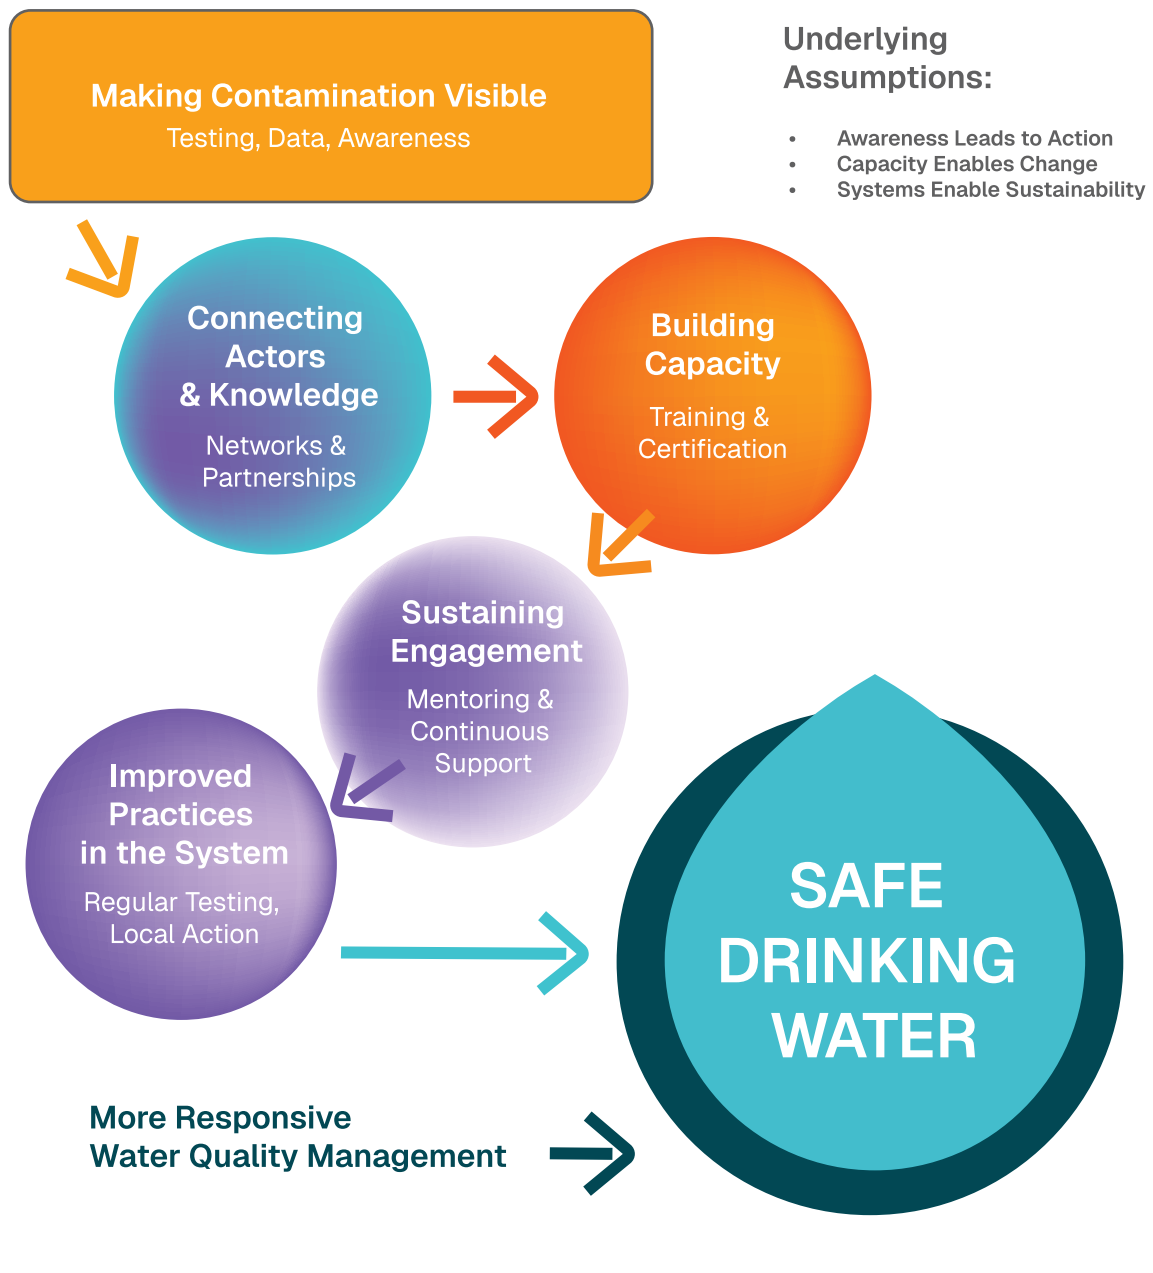 Making Contamination Visible
Testing, Data, Awareness
Underlying
Assumptions:
• Awareness Leads to Action
• Capacity Enables Change
• Systems Enable Sustainability
Connecting
Actors
& Knowledge
Networks &
Partnerships
Building
Capacity
Training &
Certification
Sustaining
Engagement
Mentoring &
Continuous
Support
Improved
Practices
in the System
Regular Testing,
Local Action
SAFE
DRINKING
WATER
More Responsive
Water Quality Management